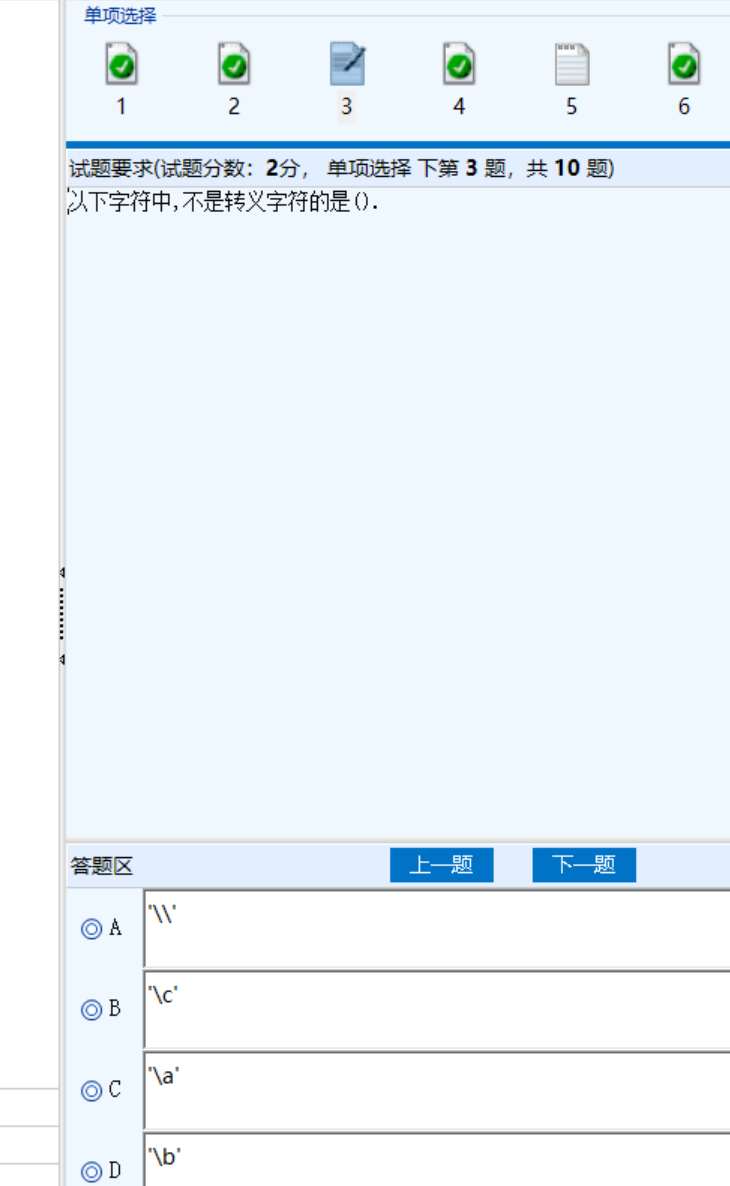 单项选择
1 2 3 4 5 6
试题要求(试题分数：2分， 单项选择 下第 3 题，共 10 题)
以下字符中,不是转义字符的是().
答题区 上一题 下一题
A '\\'
B '\c'
C '\a'
D '\b'